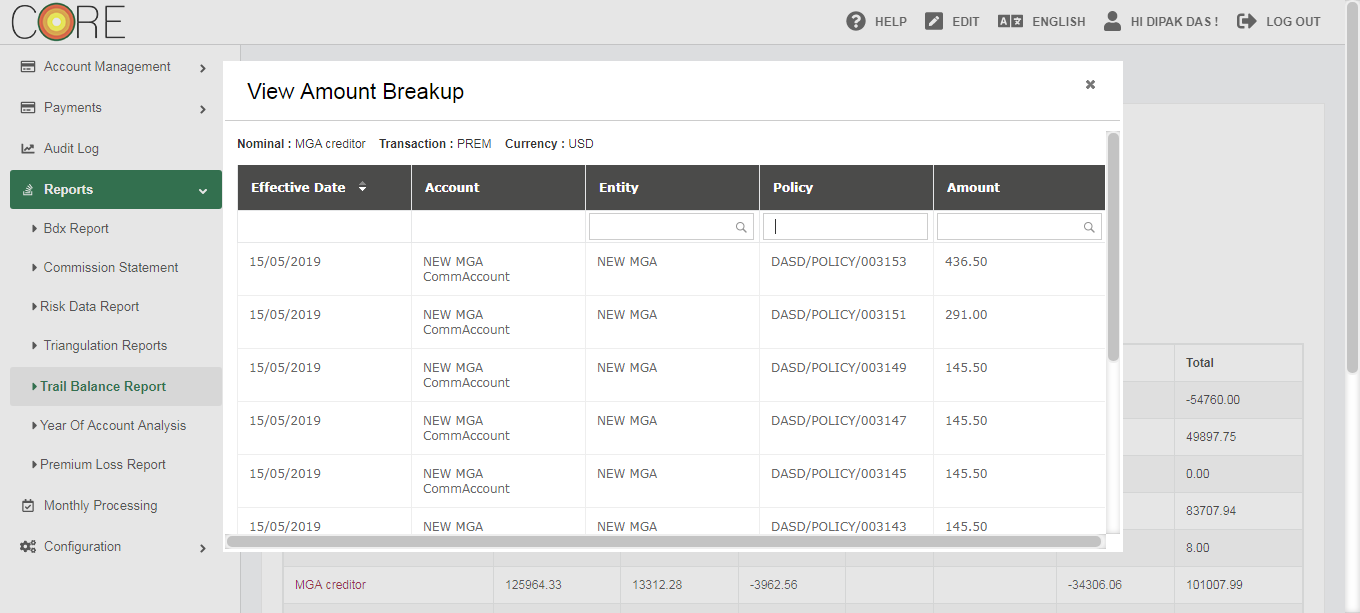 CORE
HELP EDIT ENGLISH HI DIPAK DAS ! LOG OUT
Account Management
Payments
Audit Log
Reports
Bdx Report
Commission Statement
Risk Data Report
Triangulation Reports
Trail Balance Report
Year Of Account Analysis
Premium Loss Report
Monthly Processing
Configuration
View Amount Breakup
Nominal : MGA creditor Transaction : PREM Currency : USD
Effective Date Account Entity Policy Amount
15/05/2019 NEW MGA CommAccount NEW MGA DASD/POLICY/003153 436.50
15/05/2019 NEW MGA CommAccount NEW MGA DASD/POLICY/003151 291.00
15/05/2019 NEW MGA CommAccount NEW MGA DASD/POLICY/003149 145.50
15/05/2019 NEW MGA CommAccount NEW MGA DASD/POLICY/003147 145.50
15/05/2019 NEW MGA CommAccount NEW MGA DASD/POLICY/003145 145.50
15/05/2019 NEW MGA NEW MGA DASD/POLICY/003143 145.50
Total
-54760.00
49897.75
0.00
83707.94
8.00
MGA creditor 125964.33 13312.28 -3962.56 -34306.06 101007.99